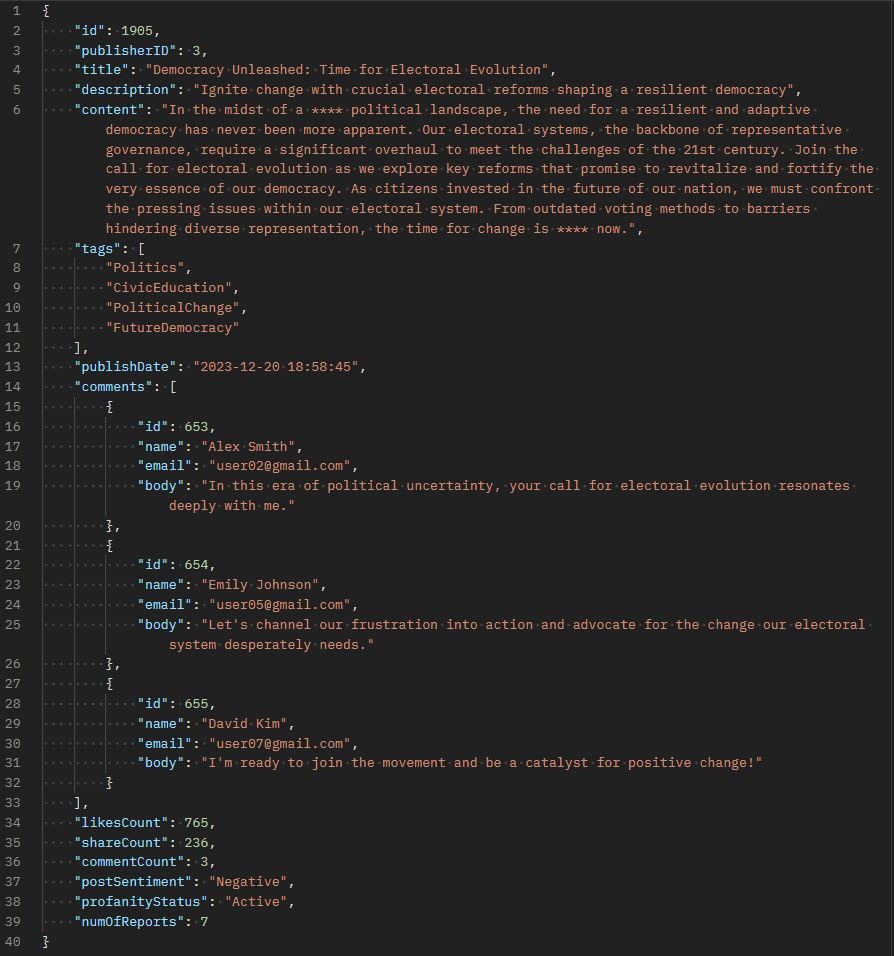 1 {
2 "id": 1905,
3 "publisherID": 3,
4 "title": "Democracy Unleashed: Time for Electoral Evolution",
5 "description": "Ignite change with crucial electoral reforms shaping a resilient democracy",
6 "content": "In the midst of a **** political landscape, the need for a resilient and adaptive
democracy has never been more apparent. Our electoral systems, the backbone of representative
governance, require a significant overhaul to meet the challenges of the 21st century. Join the
call for electoral evolution as we explore key reforms that promise to revitalize and fortify the
very essence of our democracy. As citizens invested in the future of our nation, we must confront
the pressing issues within our electoral system. From outdated voting methods to barriers
hindering diverse representation, the time for change is **** now.",
7 "tags": [
8 "Politics",
9 "CivicEducation",
10 "PoliticalChange",
11 "FutureDemocracy"
12 ],
13 "publishDate": "2023-12-20 18:58:45",
14 "comments": [
15 {
16 "id": 653,
17 "name": "Alex Smith",
18 "email": "user02@gmail.com",
19 "body": "In this era of political uncertainty, your call for electoral evolution resonates
deeply with me."
20 },
21 {
22 "id": 654,
23 "name": "Emily Johnson",
24 "email": "user05@gmail.com",
25 "body": "Let's channel our frustration into action and advocate for the change our electoral
system desperately needs."
26 },
27 {
28 "id": 655,
29 "name": "David Kim",
30 "email": "user07@gmail.com",
31 "body": "I'm ready to join the movement and be a catalyst for positive change!"
32 }
33 ],
34 "likesCount": 765,
35 "shareCount": 236,
36 "commentCount": 3,
37 "postSentiment": "Negative",
38 "profanityStatus": "Active",
39 "numOfReports": 7
40 }